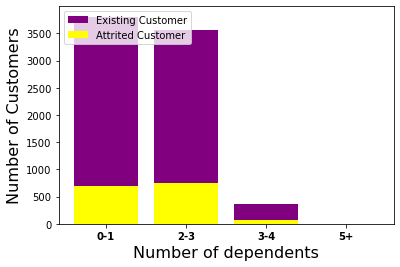 Existing Customer
Attrited Customer
Number of Customers
3500
3000
2500
2000
1500
1000
500
0
0-1 2-3 3-4 5+
Number of dependents